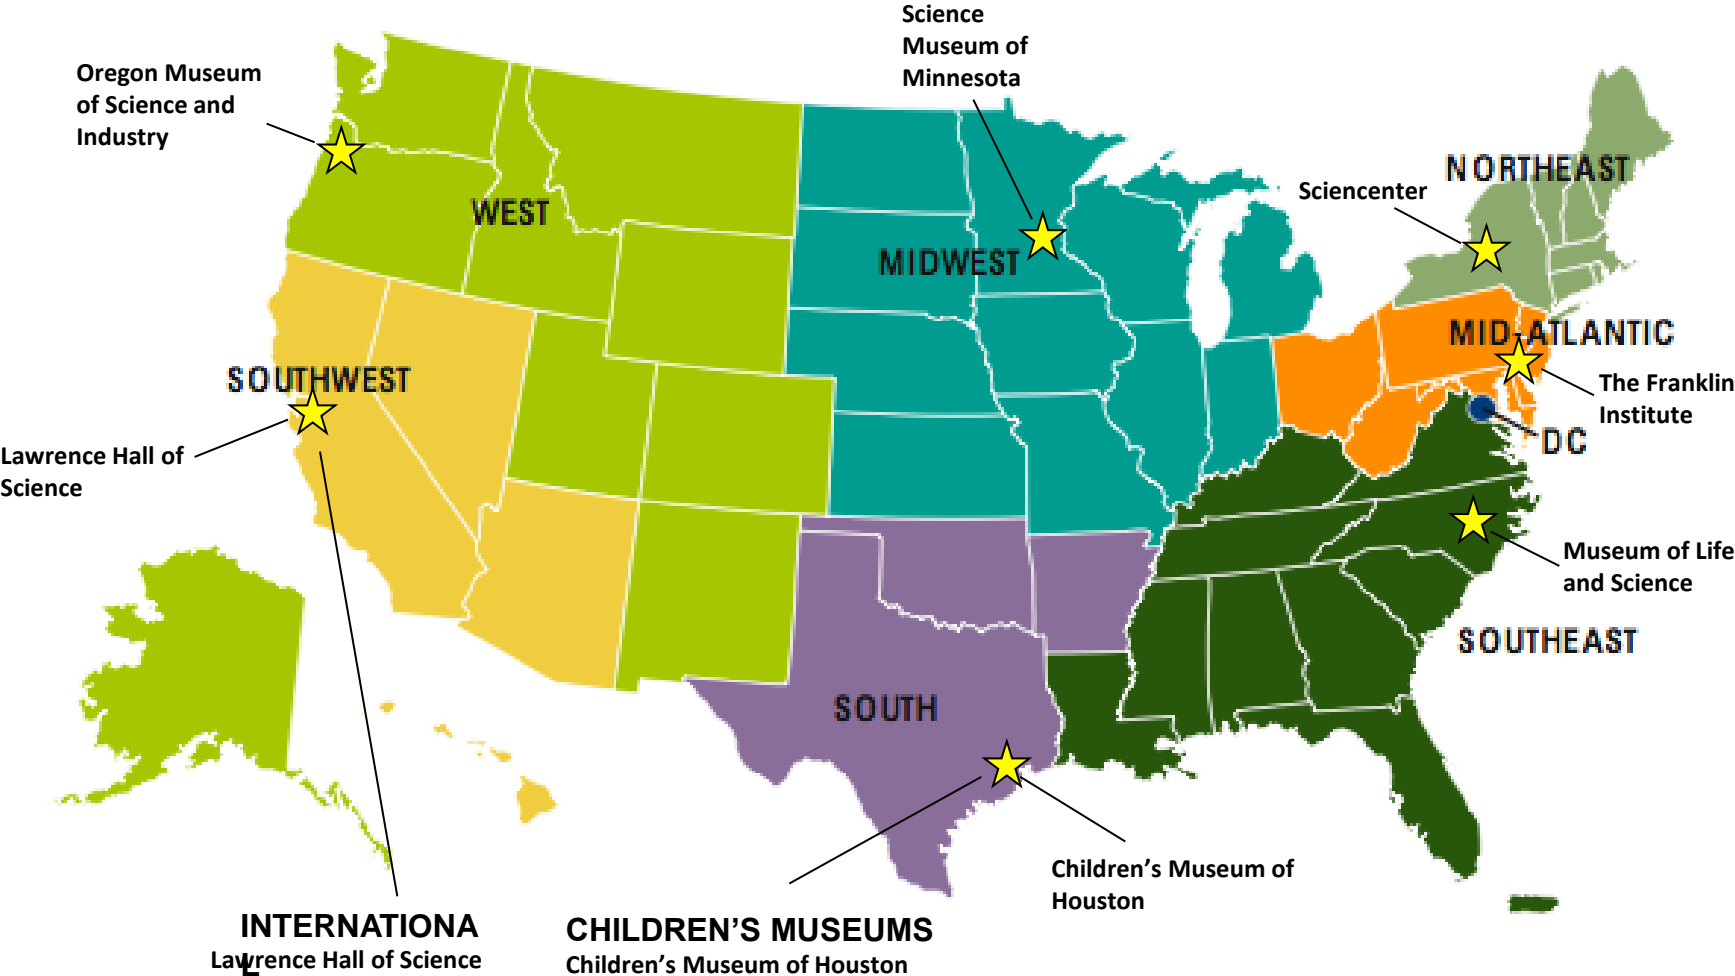 Science
Museum of
Minnesota
Oregon Museum
of Science and
Industry
NORTHEAST
Sciencenter
WEST
MIDWEST
MID-ATLANTIC
SOUTHWEST
The Franklin
Institute
DC
Lawrence Hall of
Science
Museum of Life
and Science
SOUTHEAST
SOUTH
Children’s Museum of
Houston
INTERNATIONA
L
Lawrence Hall of Science
CHILDREN’S MUSEUMS
Children’s Museum of Houston